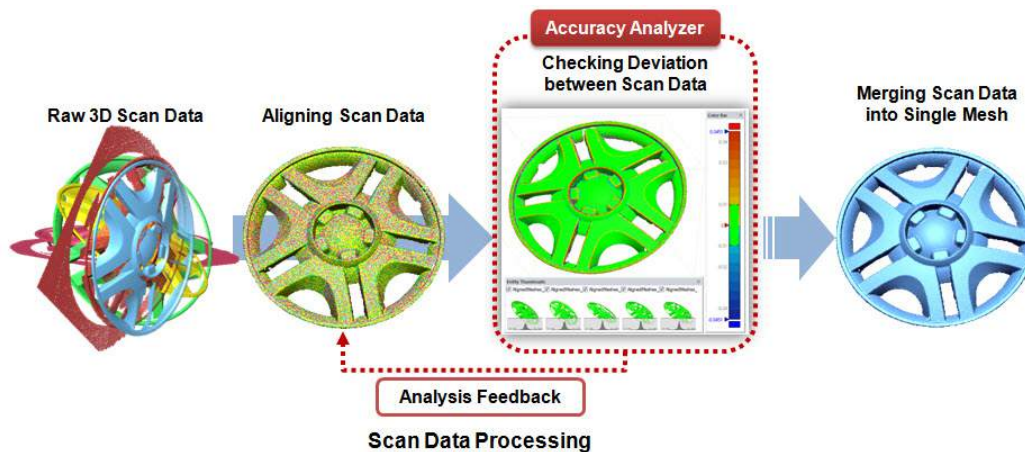 Accuracy Analyzer
Checking Deviation
between Scan Data
Raw 3D Scan Data
Aligning Scan Data
Merging Scan Data
into Single Mesh
Analysis Feedback
Scan Data Processing